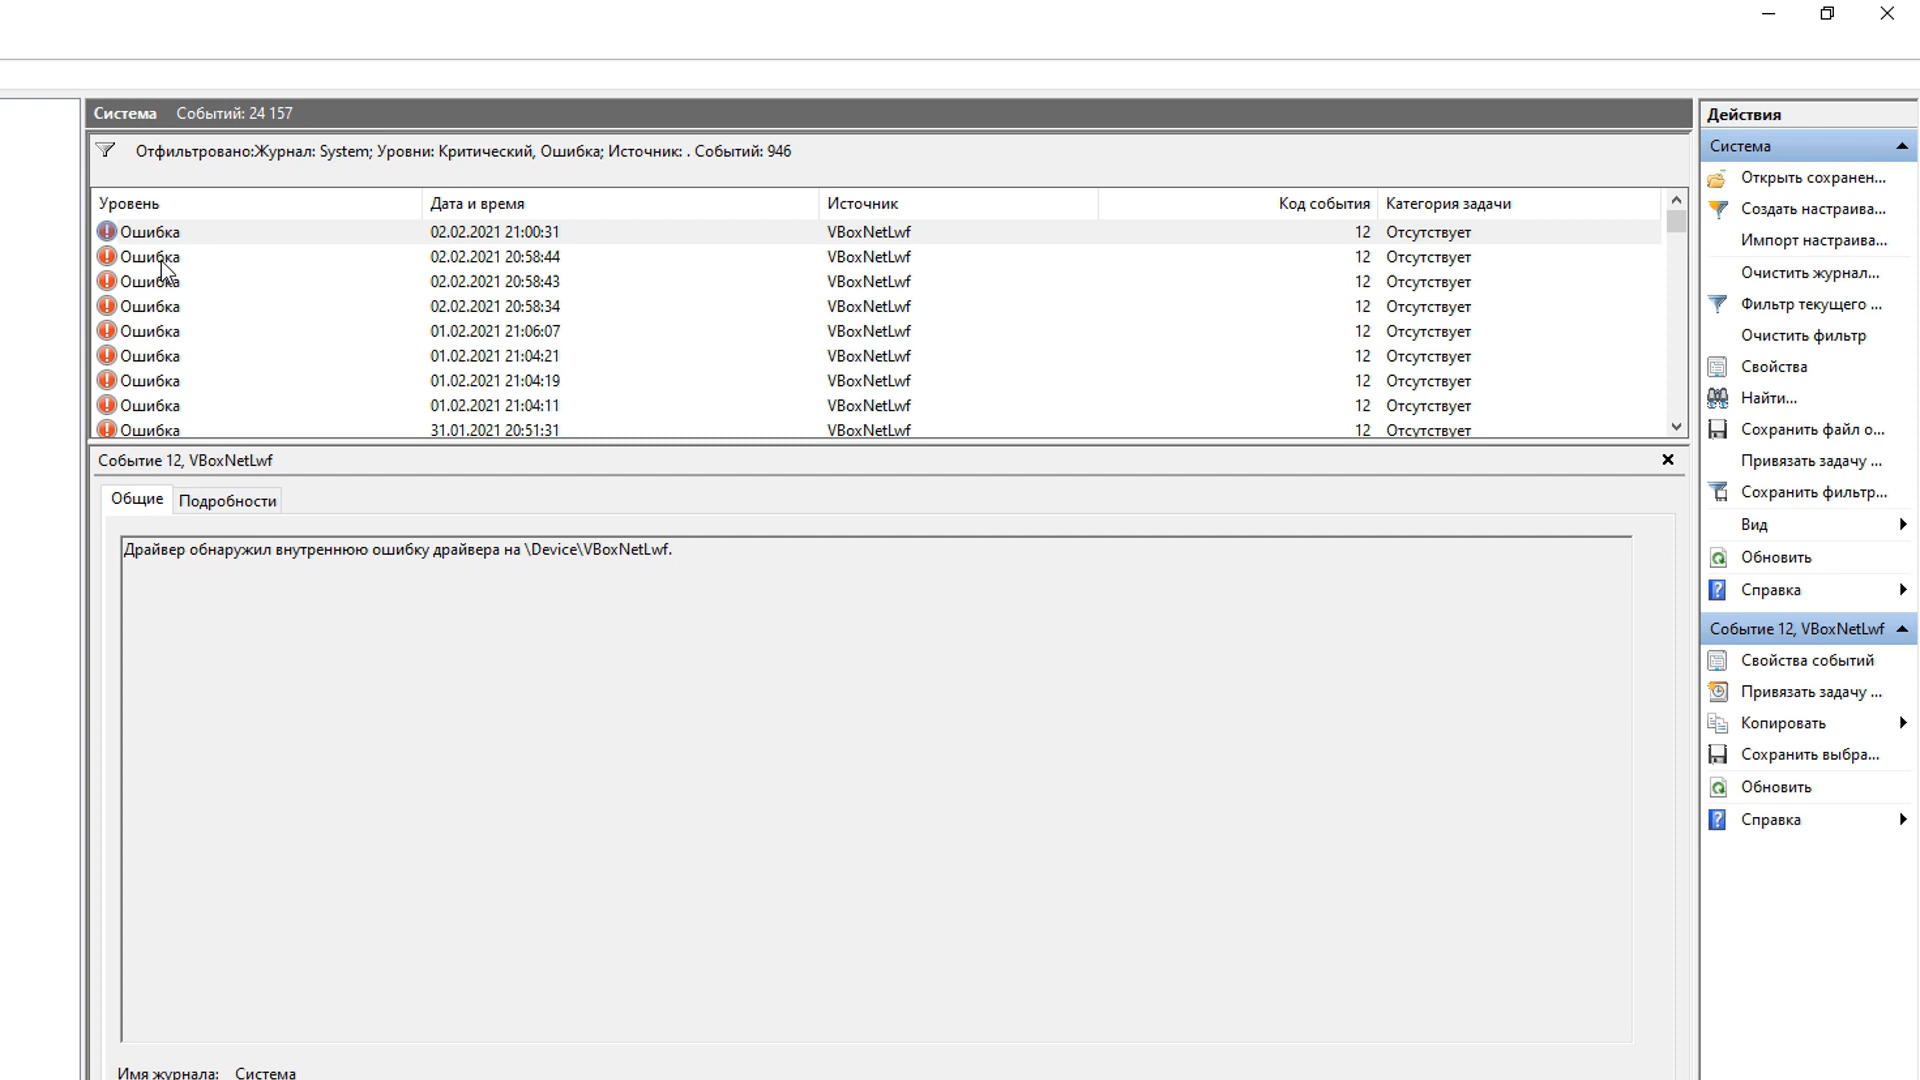 Система Событий: 24 157
Отфильтровано:Журнал: System; Уровни: Критический, Ошибка; Источник: . Событий: 946
Уровень Дата и время Источник Код события Категория задачи
Ошибка 02.02.2021 21:00:31 VBoxNetLwf 12 Отсутствует
Ошибка 02.02.2021 20:58:44 VBoxNetLwf 12 Отсутствует
Ошибка 02.02.2021 20:58:43 VBoxNetLwf 12 Отсутствует
Ошибка 02.02.2021 20:58:34 VBoxNetLwf 12 Отсутствует
Ошибка 01.02.2021 21:06:07 VBoxNetLwf 12 Отсутствует
Ошибка 01.02.2021 21:04:21 VBoxNetLwf 12 Отсутствует
Ошибка 01.02.2021 21:04:19 VBoxNetLwf 12 Отсутствует
Ошибка 01.02.2021 21:04:11 VBoxNetLwf 12 Отсутствует
Ошибка 31.01.2021 20:51:31 VBoxNetLwf 12 Отсутствует
Событие 12, VBoxNetLwf
Общие Подробности
Драйвер обнаружил внутреннюю ошибку драйвера на \Device\VBoxNetLwf.
Имя журнала: Система
Действия
Система
Открыть сохранен...
Создать настраива...
Импорт настраива...
Очистить журнал...
Фильтр текущего ...
Очистить фильтр
Свойства
Найти...
Сохранить файл о...
Привязать задачу ...
Сохранить фильтр...
Вид
Обновить
Справка
Событие 12, VBoxNetLwf
Свойства событий
Привязать задачу ...
Копировать
Сохранить выбра...
Обновить
Справка